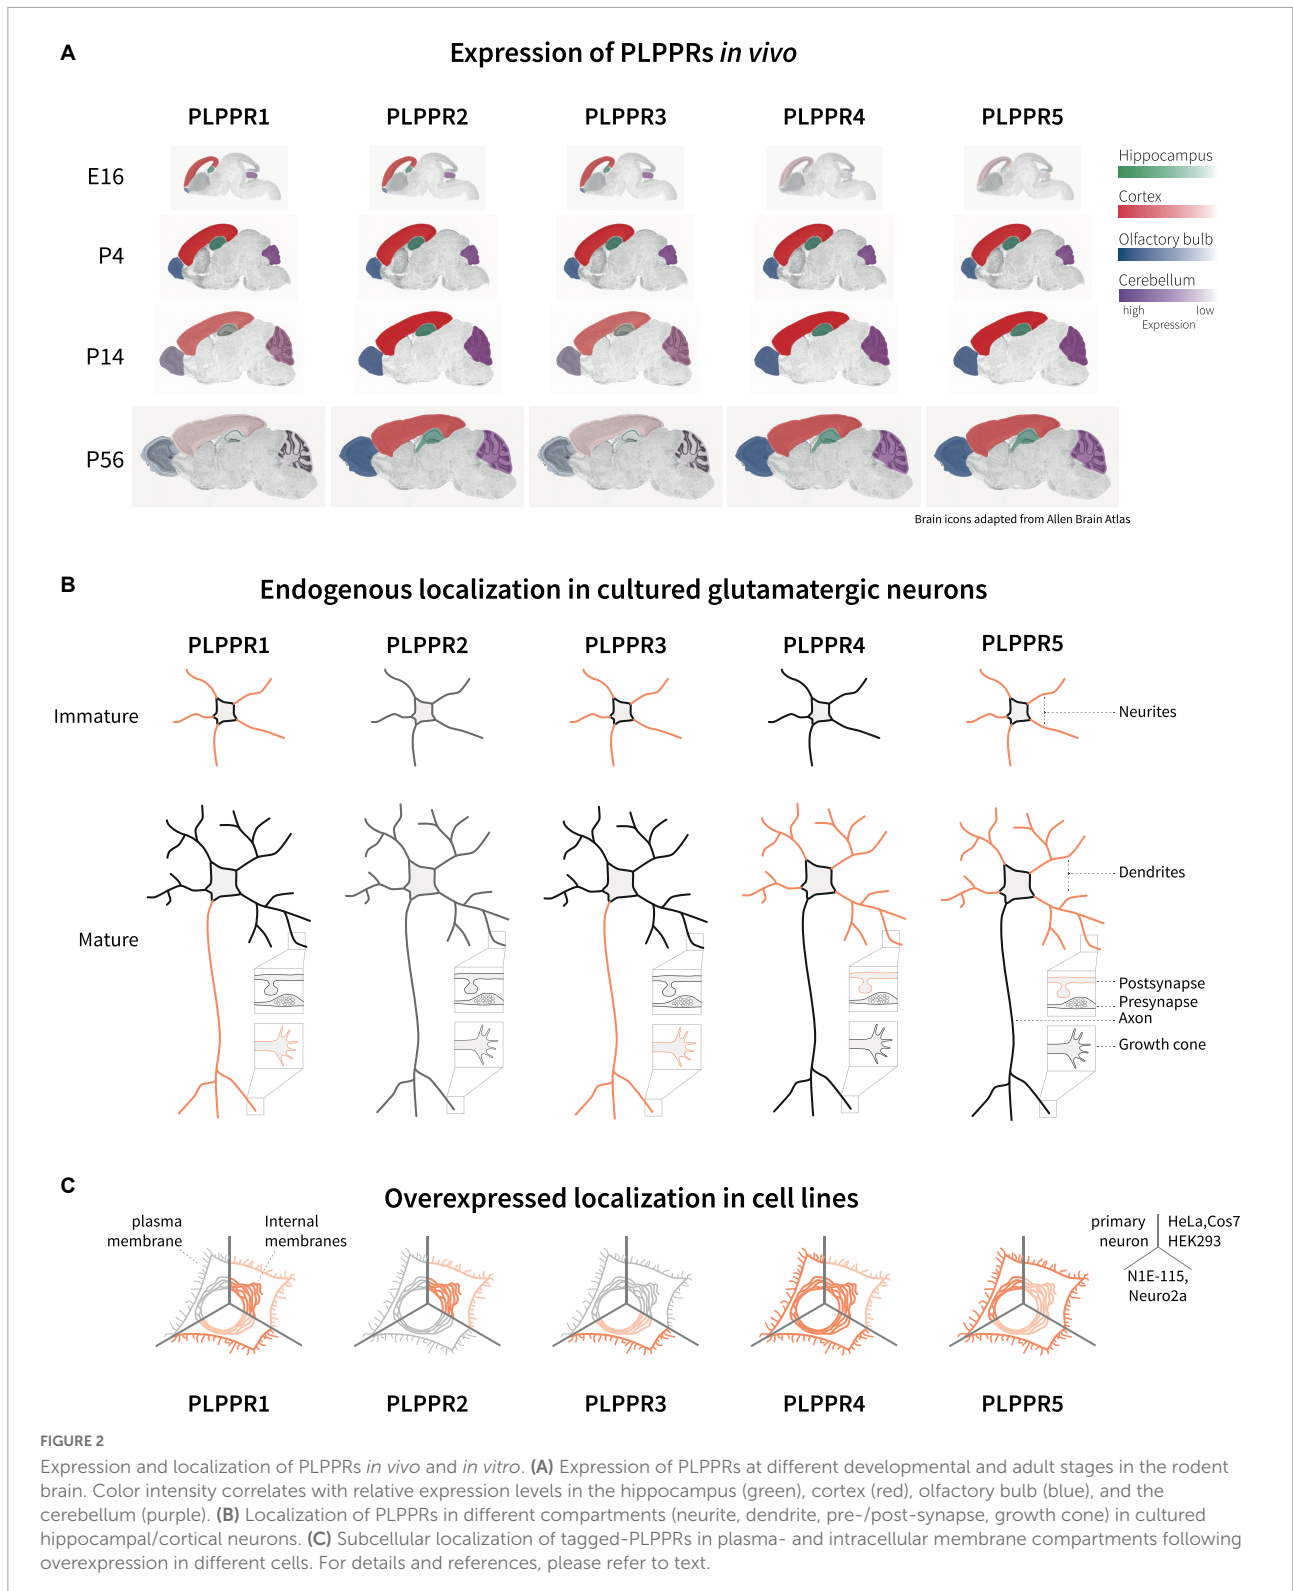 A
Expression of PLPPRs in vivo
PLPPR1
PLPPR2
PLPPR3
PLPPR4
PLPPR5
E16
P4
P14
P56
Hippocampus
Cortex
Olfactory bulb
Cerebellum
high
low
Expression
Brain icons adapted from Allen Brain Atlas
B
Endogenous localization in cultured glutamatergic neurons
PLPPR1
PLPPR2
PLPPR3
PLPPR4
PLPPR5
Immature
Neurites
Mature
Dendrites
Postsynapse
Presynapse
Axon
Growth cone
C
Overexpressed localization in cell lines
plasma
membrane
Internal
membranes
primary
neuron
HeLa,Cos7
HEK293
N1E-115,
Neuro2a
PLPPR1
PLPPR2
PLPPR3
PLPPR4
PLPPR5
FIGURE 2
Expression and localization of PLPPRs in vivo and in vitro. (A) Expression of PLPPRs at different developmental and adult stages in the rodent
brain. Color intensity correlates with relative expression levels in the hippocampus (green), cortex (red), olfactory bulb (blue), and the
cerebellum (purple). (B) Localization of PLPPRs in different compartments (neurite, dendrite, pre-/post-synapse, growth cone) in cultured
hippocampal/cortical neurons. (C) Subcellular localization of tagged-PLPPRs in plasma- and intracellular membrane compartments following
overexpression in different cells. For details and references, please refer to text.